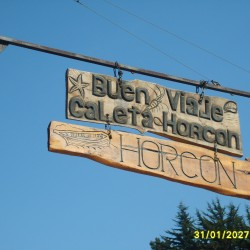 Buen Viaje
Caleta Horcon
HORCON
31/01/2027